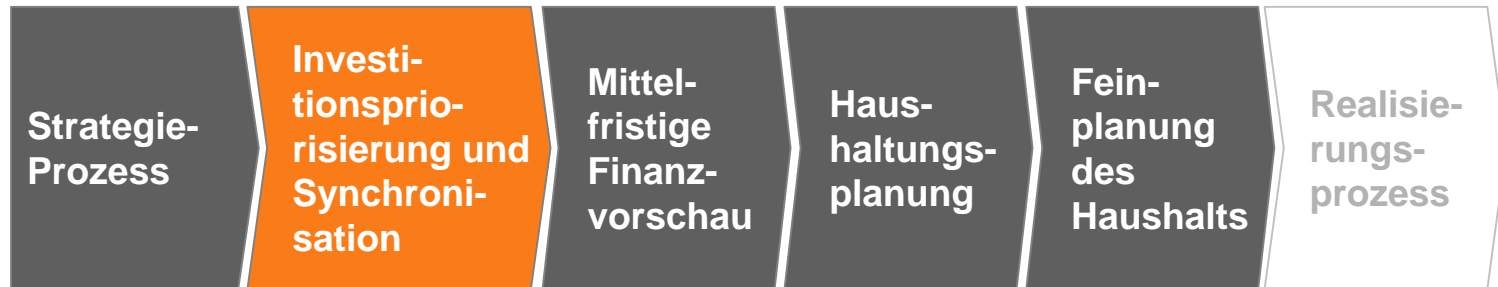 Strategie-
Prozess
Investi-
tionsprio-
risierung und
Synchroni-
sation
Mittel-
fristige
Finanz-
vorschau
Haus-
haltungs-
planung
Fein-
planung
des
Haushalts
Realisie-
rungs-
prozess